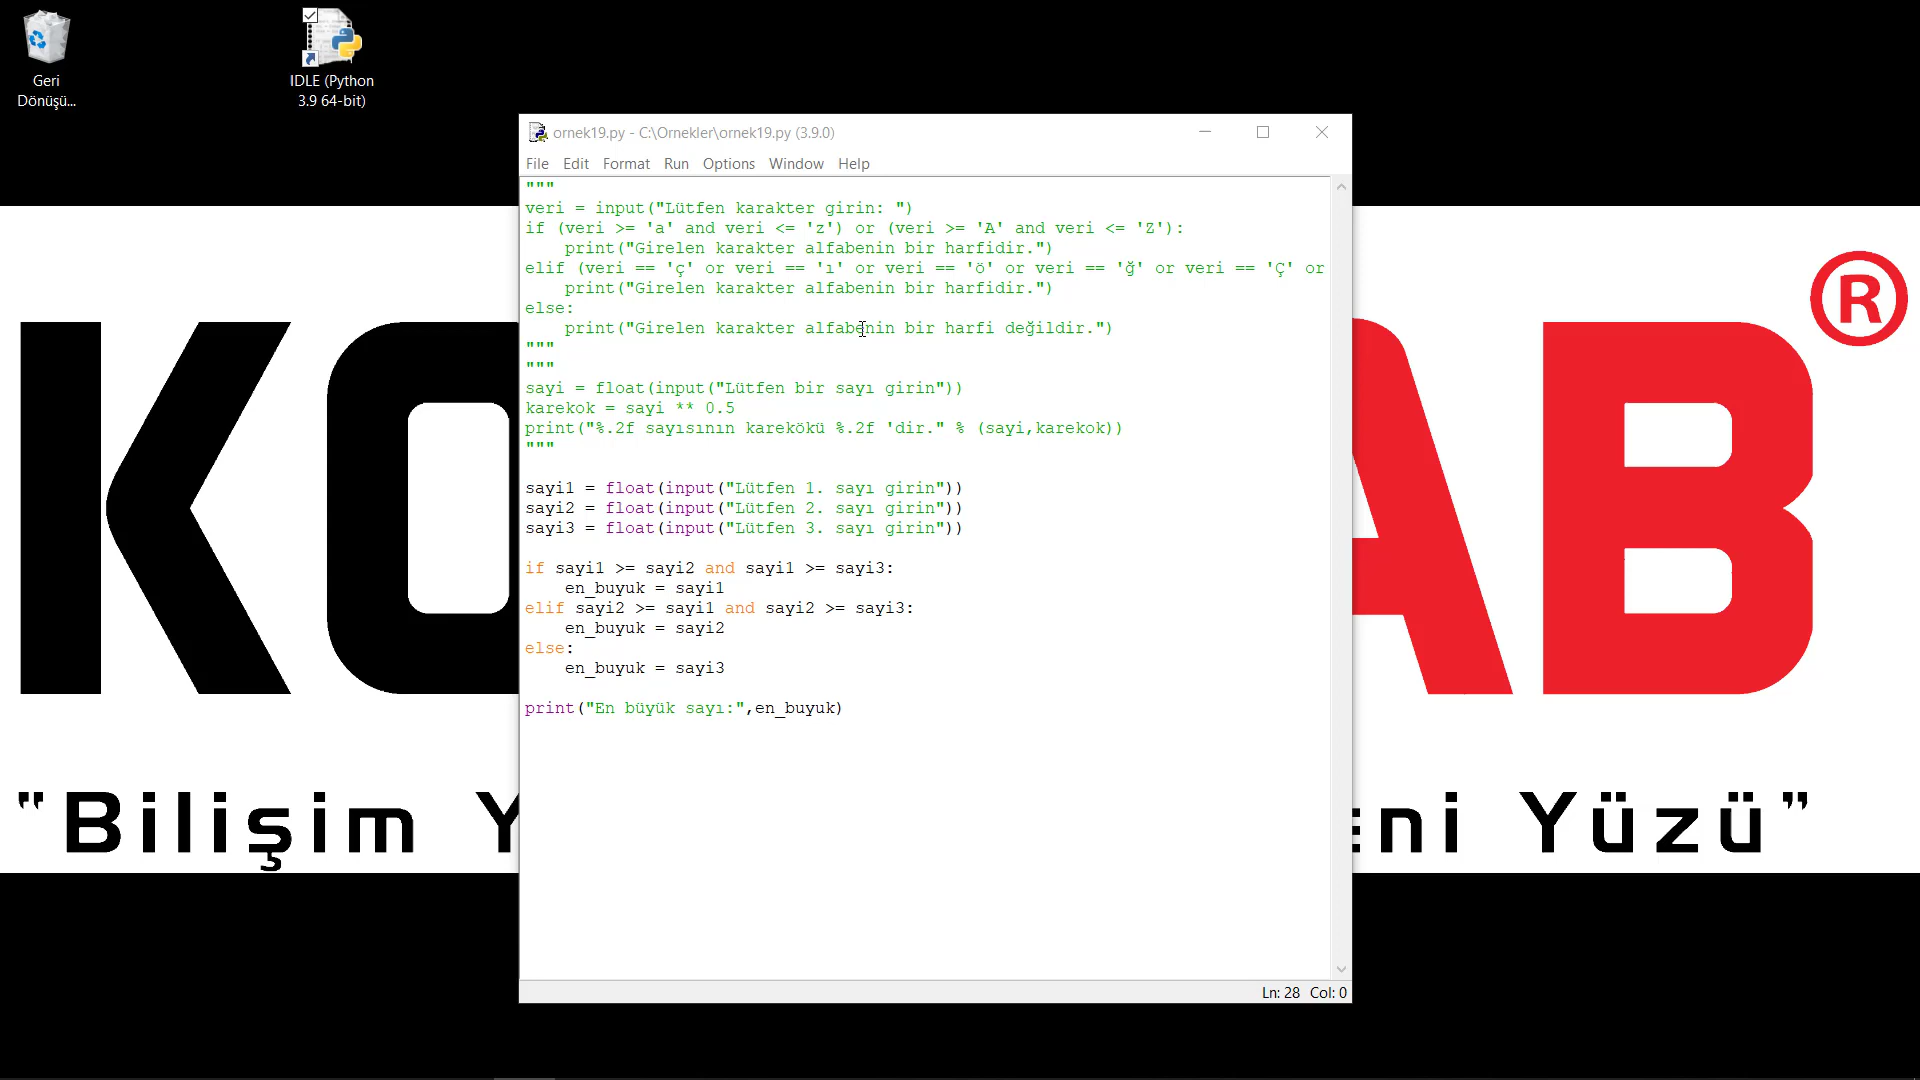 Geri
Dönüşü...
IDLE (Python
3.9 64-bit)
ornek19.py - C:\Ornekler\ornek19.py (3.9.0)
File Edit Format Run Options Window Help
"""
veri = input("Lütfen karakter girin: ")
if (veri >= 'a' and veri <= 'z') or (veri >= 'A' and veri <= 'Z'):
    print("Girelen karakter alfabenin bir harfidir.")
elif (veri == 'ç' or veri == 'ı' or veri == 'ö' or veri == 'ğ' or veri == 'Ç' or
    print("Girelen karakter alfabenin bir harfidir.")
else:
    print("Girelen karakter alfabenin bir harfi değildir.")
"""
"""
sayi = float(input("Lütfen bir sayı girin"))
karekok = sayi ** 0.5
print("%.2f sayısının karekökü %.2f 'dir." % (sayi,karekok))
"""
sayi1 = float(input("Lütfen 1. sayı girin"))
sayi2 = float(input("Lütfen 2. sayı girin"))
sayi3 = float(input("Lütfen 3. sayı girin"))
if sayi1 >= sayi2 and sayi1 >= sayi3:
    en_buyuk = sayi1
elif sayi2 >= sayi1 and sayi2 >= sayi3:
    en_buyuk = sayi2
else:
    en_buyuk = sayi3
print("En büyük sayı:",en_buyuk)
Ln: 28 Col: 0
KO AB ®
"Bilişim Y eni Yüzü"